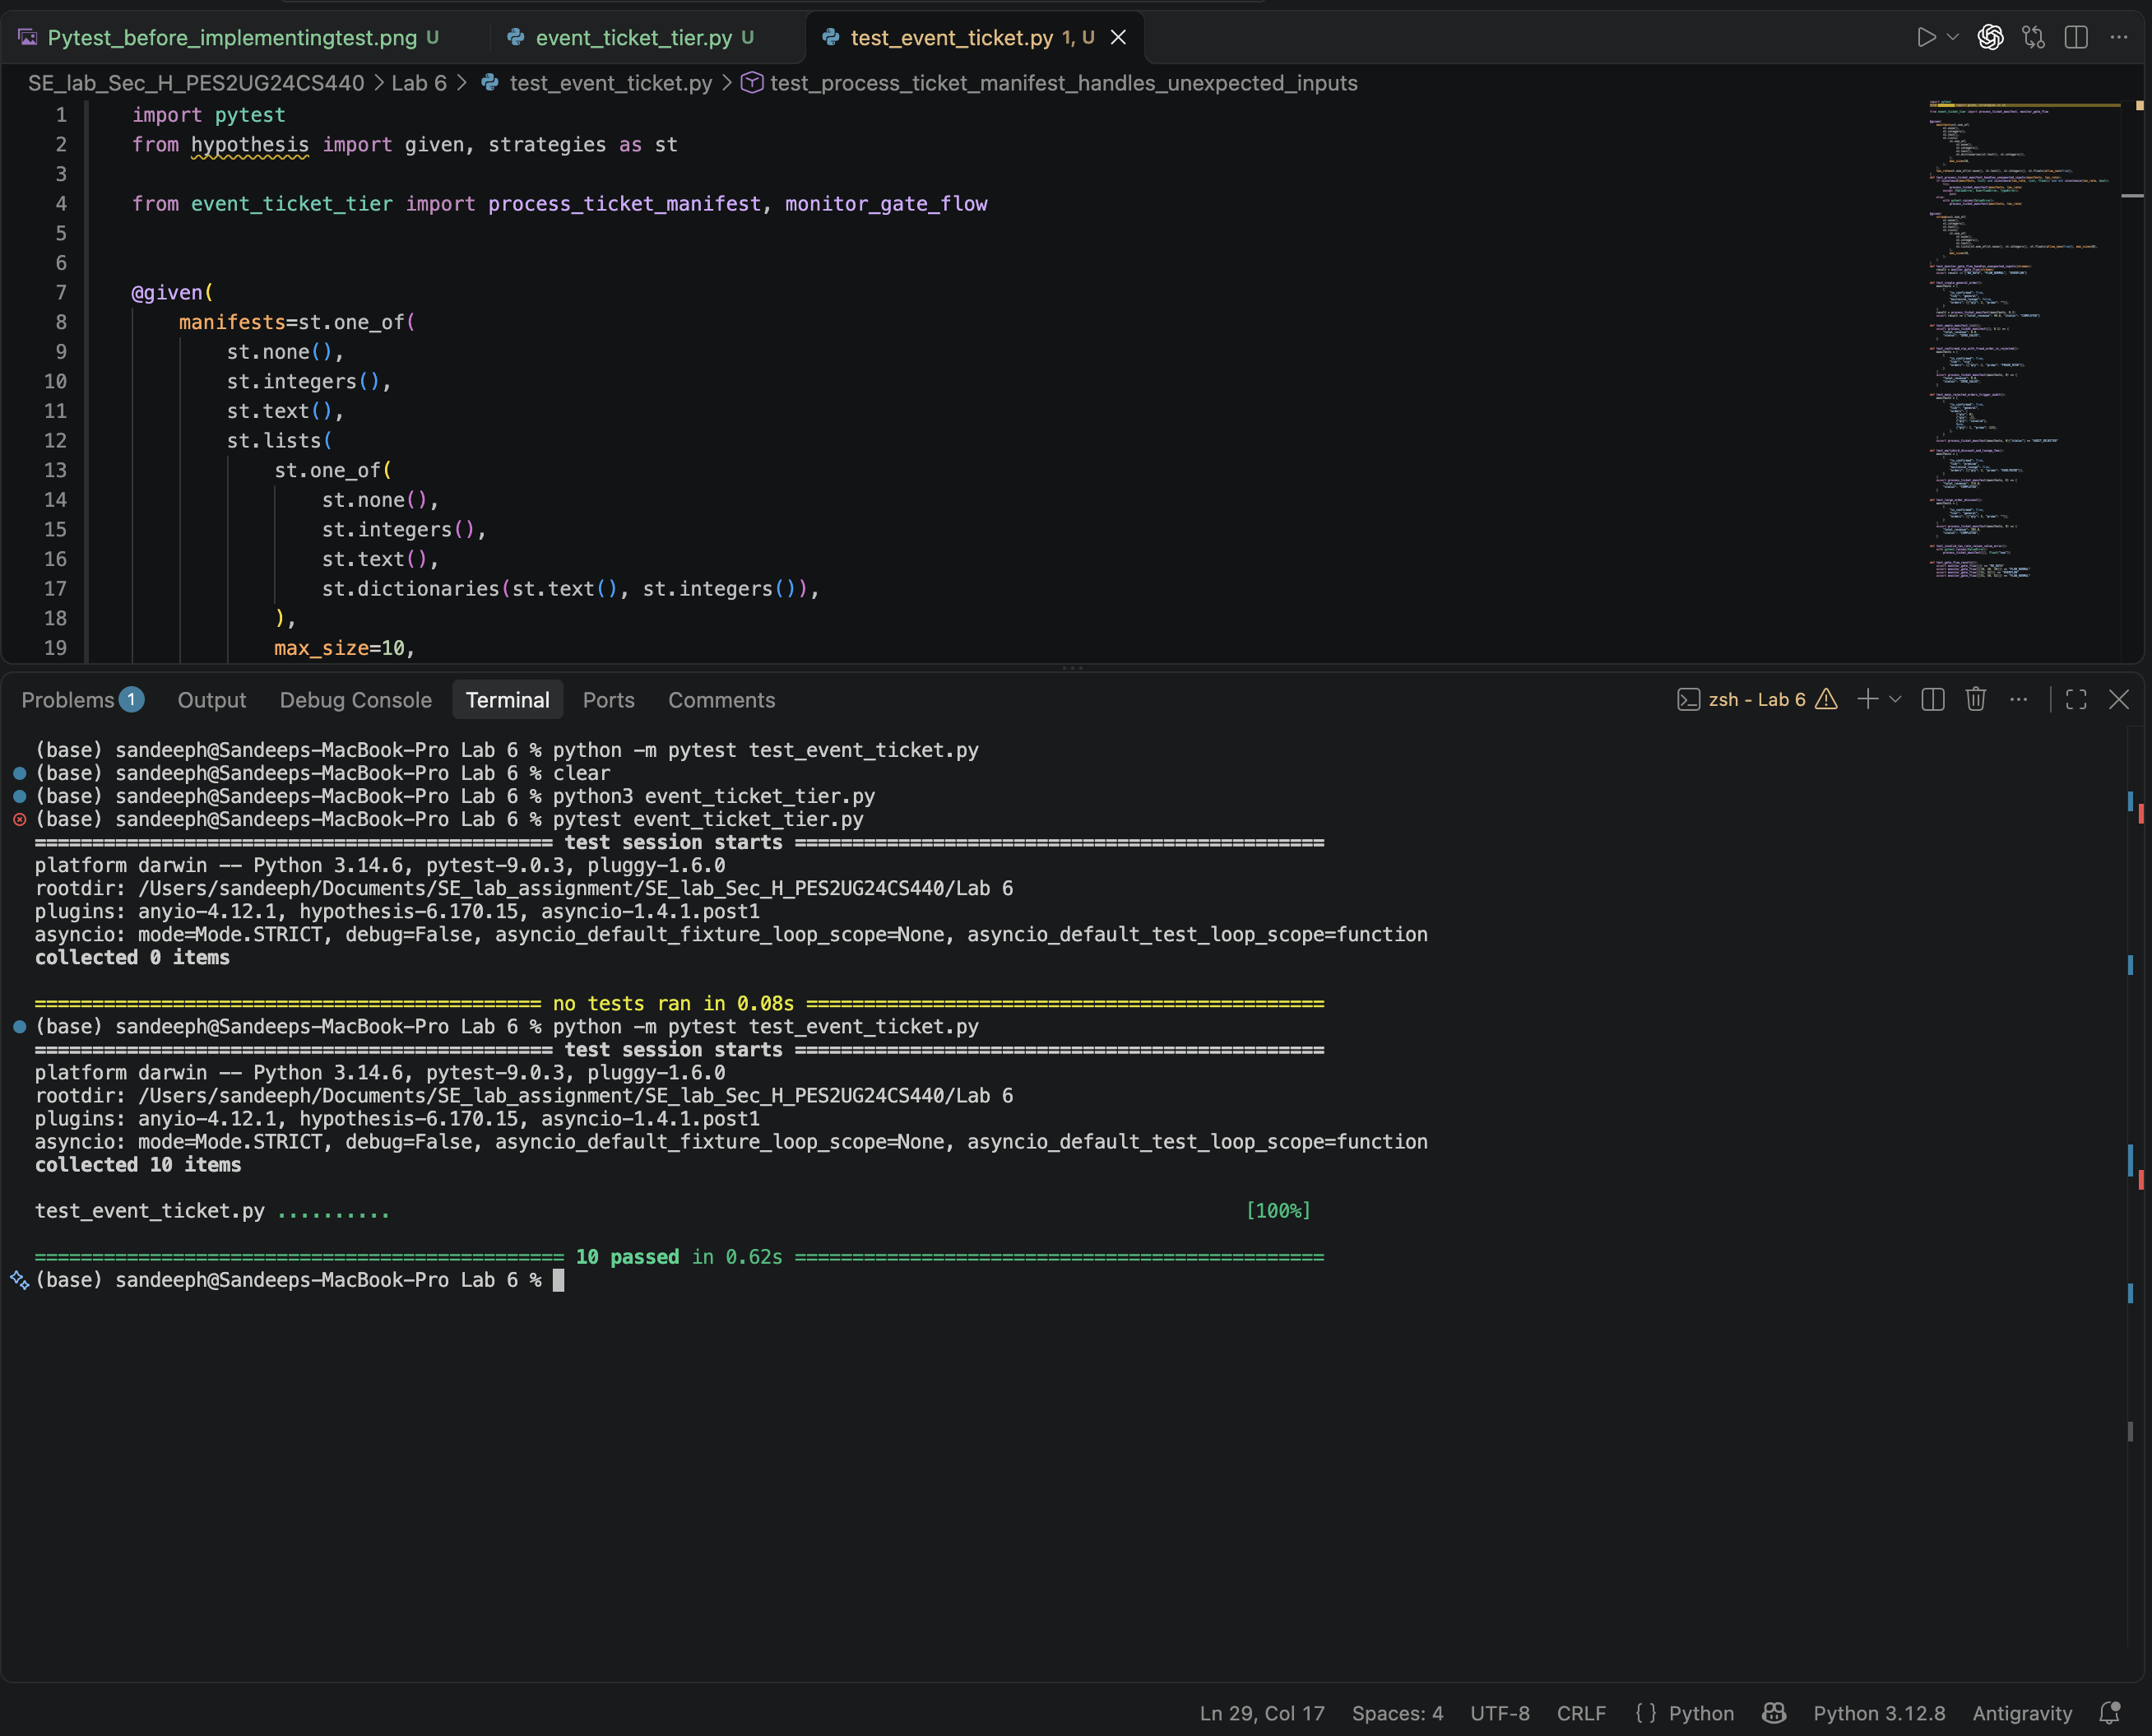 Pytest_before_implementingtest.png U
event_ticket_tier.py U
test_event_ticket.py 1, U
SE_lab_Sec_H_PES2UG24CS440 > Lab 6 > test_event_ticket.py > test_process_ticket_manifest_handles_unexpected_inputs
1 import pytest
2 from hypothesis import given, strategies as st
3
4 from event_ticket_tier import process_ticket_manifest, monitor_gate_flow
5
6
7 @given(
8 manifests=st.one_of(
9 st.none(),
10 st.integers(),
11 st.text(),
12 st.lists(
13 st.one_of(
14 st.none(),
15 st.integers(),
16 st.text(),
17 st.dictionaries(st.text(), st.integers()),
18 ),
19 max_size=10,
Problems 1 Output Debug Console Terminal Ports Comments
zsh - Lab 6
(base) sandeeph@Sandeeps-MacBook-Pro Lab 6 % python -m pytest test_event_ticket.py
(base) sandeeph@Sandeeps-MacBook-Pro Lab 6 % clear
(base) sandeeph@Sandeeps-MacBook-Pro Lab 6 % python3 event_ticket_tier.py
(base) sandeeph@Sandeeps-MacBook-Pro Lab 6 % pytest event_ticket_tier.py
============================================= test session starts ==============================================
platform darwin -- Python 3.14.6, pytest-9.0.3, pluggy-1.6.0
rootdir: /Users/sandeeph/Documents/SE_lab_assignment/SE_lab_Sec_H_PES2UG24CS440/Lab 6
plugins: anyio-4.12.1, hypothesis-6.170.15, asyncio-1.4.1.post1
asyncio: mode=Mode.STRICT, debug=False, asyncio_default_fixture_loop_scope=None, asyncio_default_test_loop_scope=function
collected 0 items
============================================ no tests ran in 0.08s =============================================
(base) sandeeph@Sandeeps-MacBook-Pro Lab 6 % python -m pytest test_event_ticket.py
============================================= test session starts ==============================================
platform darwin -- Python 3.14.6, pytest-9.0.3, pluggy-1.6.0
rootdir: /Users/sandeeph/Documents/SE_lab_assignment/SE_lab_Sec_H_PES2UG24CS440/Lab 6
plugins: anyio-4.12.1, hypothesis-6.170.15, asyncio-1.4.1.post1
asyncio: mode=Mode.STRICT, debug=False, asyncio_default_fixture_loop_scope=None, asyncio_default_test_loop_scope=function
collected 10 items
test_event_ticket.py .......... [100%]
============================================== 10 passed in 0.62s ==============================================
(base) sandeeph@Sandeeps-MacBook-Pro Lab 6 %
Ln 29, Col 17 Spaces: 4 UTF-8 CRLF {} Python Python 3.12.8 Antigravity